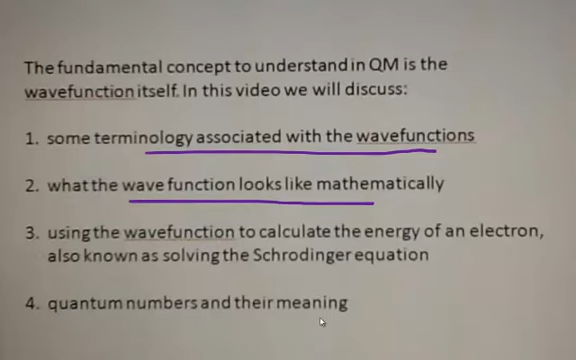 The fundamental concept to understand in QM is the
wavefunction itself. In this video we will discuss:
1. some terminology associated with the wavefunctions
2. what the wave function looks like mathematically
3. using the wavefunction to calculate the energy of an electron,
also known as solving the Schrodinger equation
4. quantum numbers and their meaning